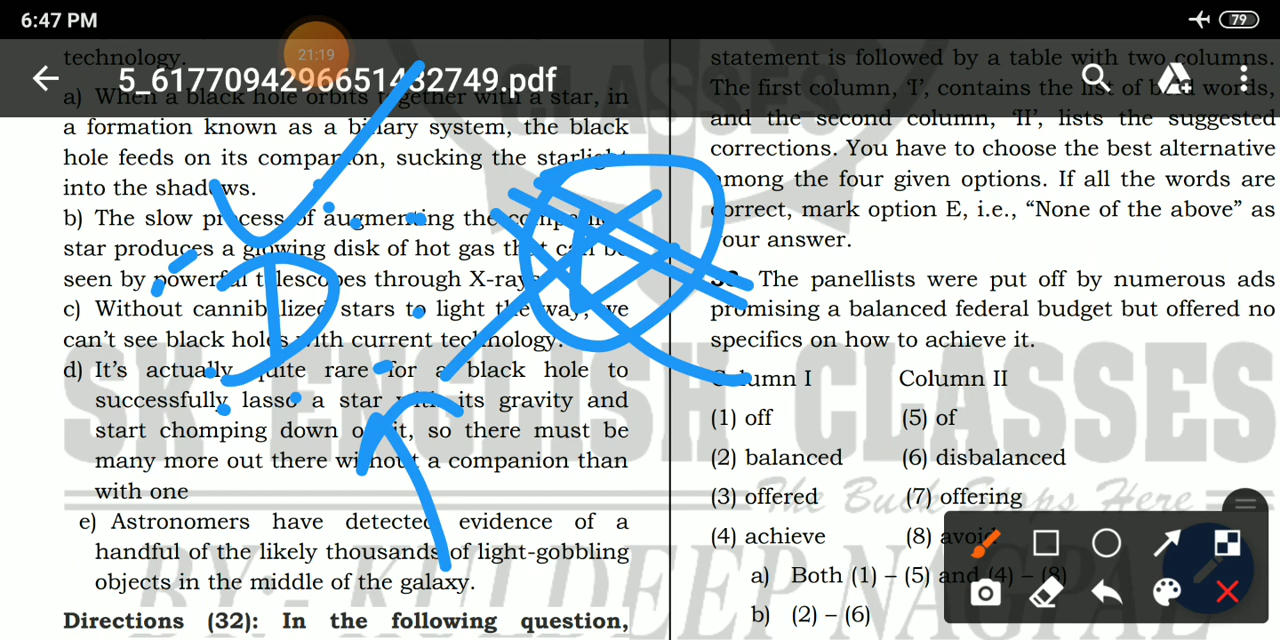 6:47 PM
79
21:19
5_6177094296651432749.pdf
technology.
a) When a black hole orbits together with a star, in
a formation known as a binary system, the black
hole feeds on its companion, sucking the starlight
into the shadows.
b) The slow process of augmenting the
star produces a glowing disk of hot gas that can be
seen by powerful telescopes through X-rays
c) Without cannibalized stars to light the way, we
can't see black holes with current technology.
d) It's actually quite rare for a black hole to
successfully lasso a star with its gravity and
start chomping down on it, so there must be
many more out there without a companion than
with one
e) Astronomers have detected evidence of a
handful of the likely thousands of light-gobbling
objects in the middle of the galaxy.
Directions (32): In the following question,
statement is followed by a table with two columns.
The first column, 'I', contains the list of bold words,
and the second column, 'II', lists the suggested
corrections. You have to choose the best alternative
among the four given options. If all the words are
correct, mark option E, i.e., “None of the above” as
your answer.
The panellists were put off by numerous ads
promising a balanced federal budget but offered no
specifics on how to achieve it.
Column I Column II
(1) off (5) of
(2) balanced (6) disbalanced
(3) offered (7) offering
(4) achieve (8) avoid
a) Both (1) – (5) and (4) – (8)
b) (2) – (6)
SK ENGLISH CLASSES
The Buck Stops Here
BY:- KULDEEP NAGPAL